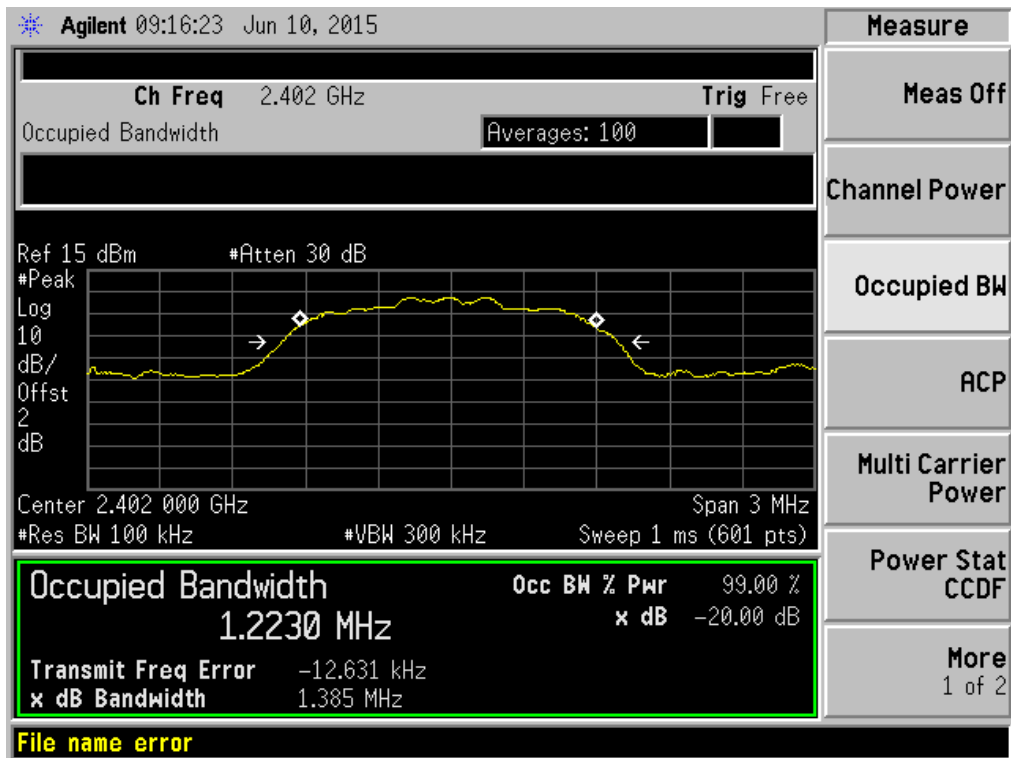 Agilent 09:16:23 Jun 10, 2015
Measure
Ch Freq 2.402 GHz Trig Free
Occupied Bandwidth Averages: 100
Meas Off
Channel Power
Occupied BW
ACP
Multi Carrier
Power
Power Stat
CCDF
More
1 of 2
Ref 15 dBm #Atten 30 dB
#Peak
Log
10
dB/
Offst
2
dB
Center 2.402 000 GHz Span 3 MHz
#Res BW 100 kHz #VBW 300 kHz Sweep 1 ms (601 pts)
Occupied Bandwidth Occ BW % Pwr 99.00 %
1.2230 MHz x dB -20.00 dB
Transmit Freq Error -12.631 kHz
x dB Bandwidth 1.385 MHz
File name error